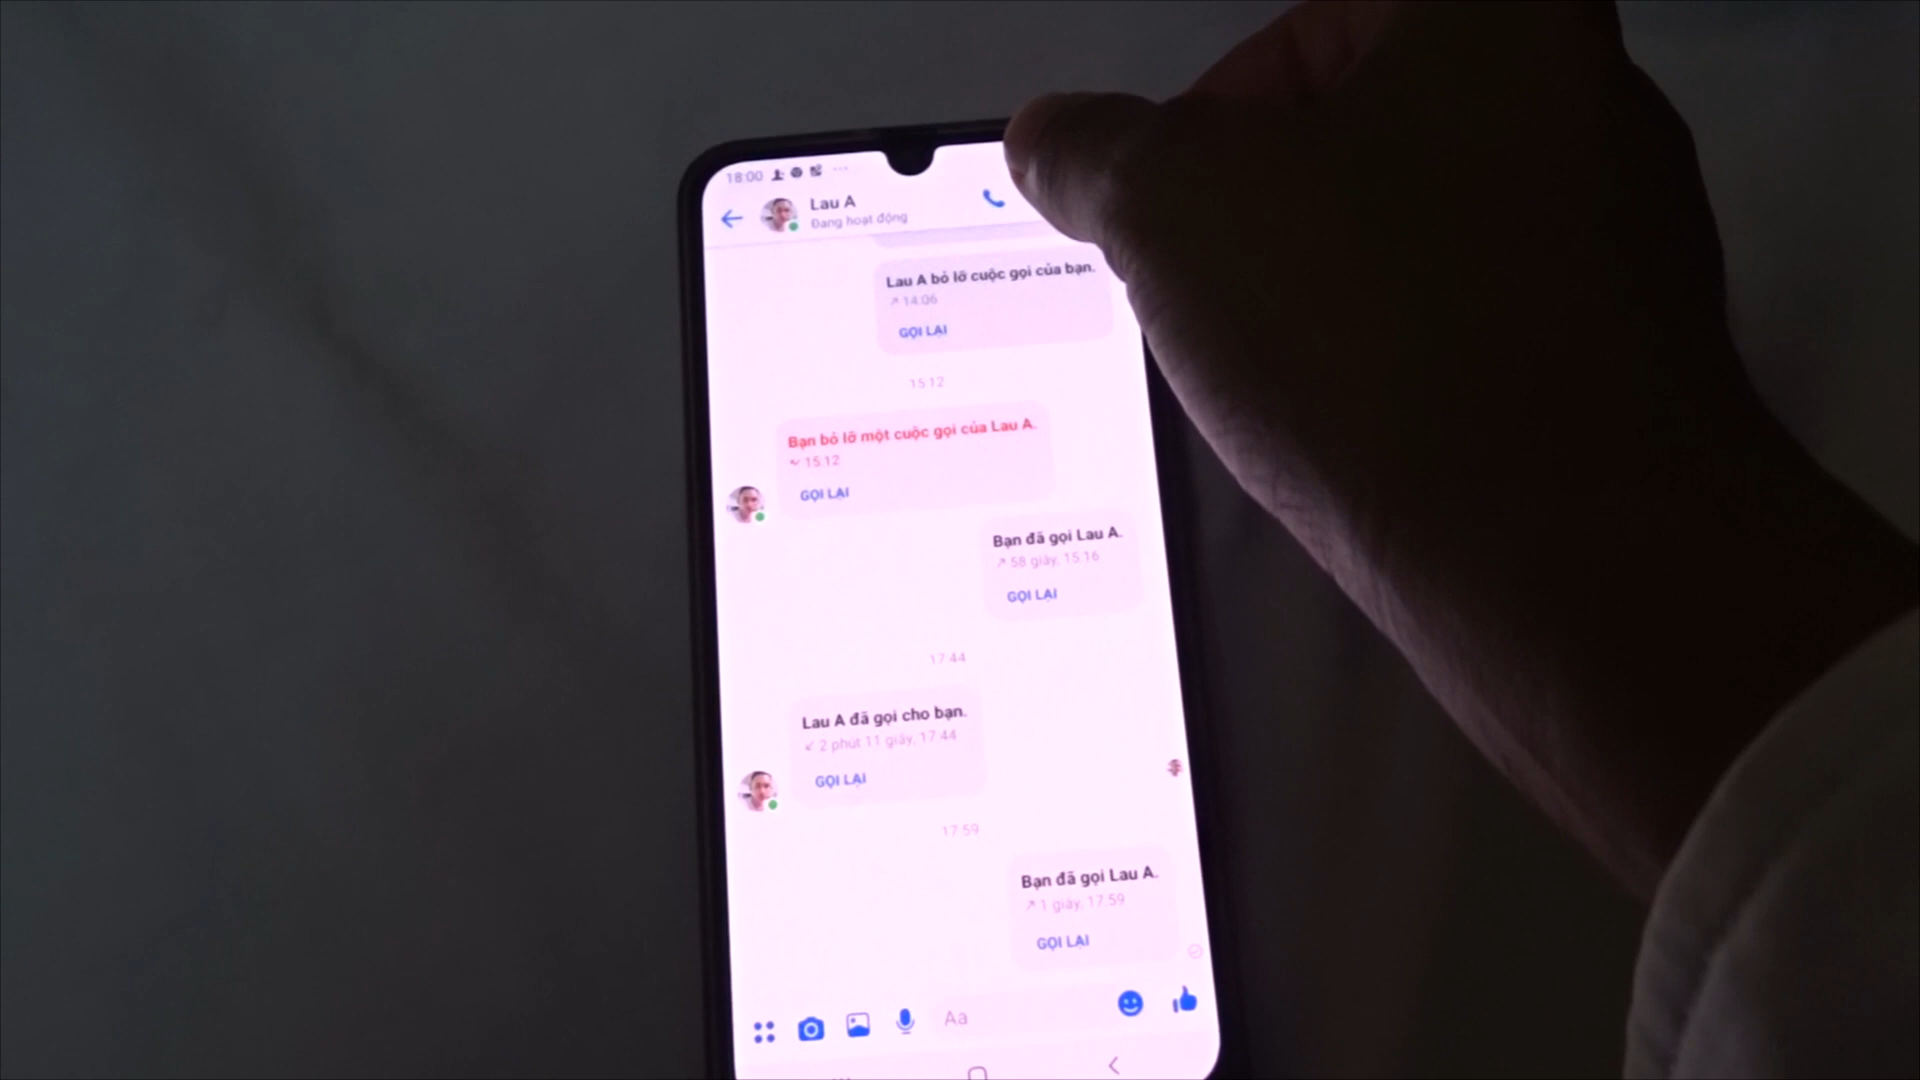 18:00
Lau A
Đang hoạt động
Lau A bỏ lỡ cuộc gọi của bạn.
14:06
GỌI LẠI
15:12
Bạn bỏ lỡ một cuộc gọi của Lau A.
15:12
GỌI LẠI
Bạn đã gọi Lau A.
58 giây, 15:16
GỌI LẠI
17:44
Lau A đã gọi cho bạn.
2 phút 11 giây, 17:44
GỌI LẠI
17:59
Bạn đã gọi Lau A.
1 giây, 17:59
GỌI LẠI
Aa